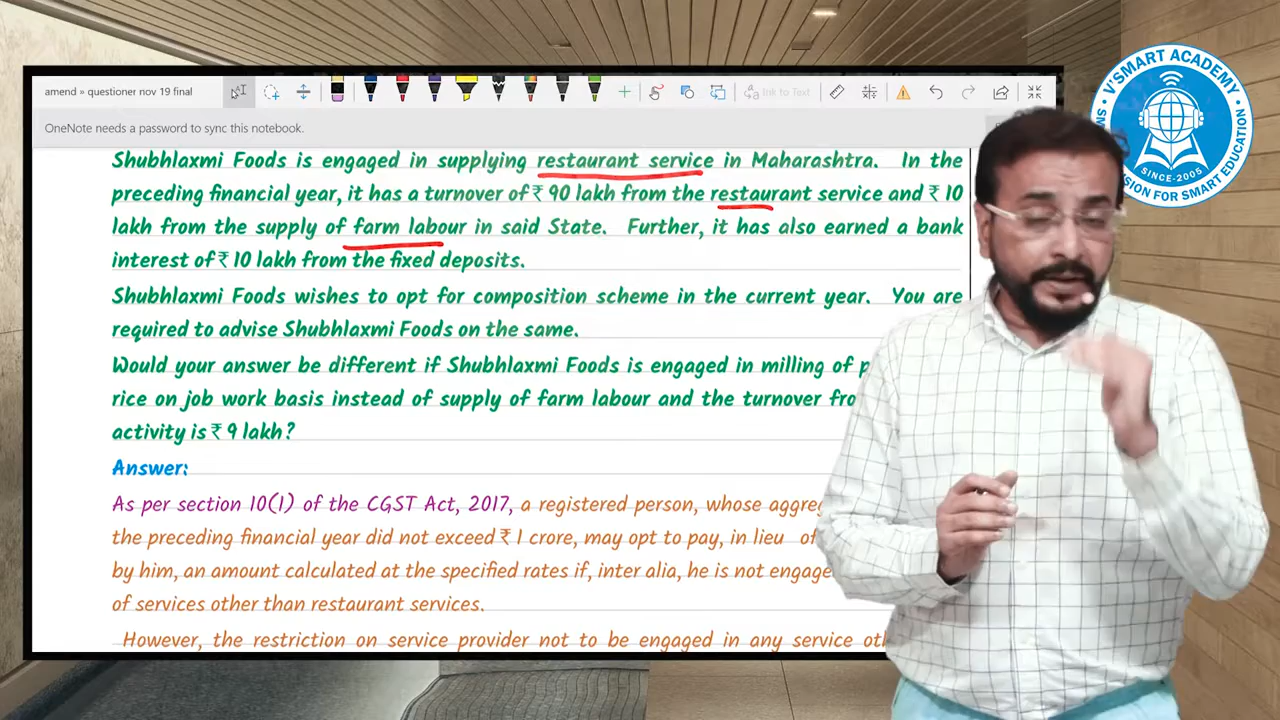 amend » questioner nov 19 final
Ink to Text
OneNote needs a password to sync this notebook.
Shubhlaxmi Foods is engaged in supplying restaurant service in Maharashtra. In the
preceding financial year, it has a turnover of ₹ 90 lakh from the restaurant service and ₹ 10
lakh from the supply of farm labour in said State. Further, it has also earned a bank
interest of ₹ 10 lakh from the fixed deposits.
Shubhlaxmi Foods wishes to opt for composition scheme in the current year. You are
required to advise Shubhlaxmi Foods on the same.
Would your answer be different if Shubhlaxmi Foods is engaged in milling of
rice on job work basis instead of supply of farm labour and the turnover
activity is ₹ 9 lakh?
Answer:
As per section 10(1) of the CGST Act, 2017, a registered person, whose
the preceding financial year did not exceed ₹ 1 crore, may opt to pay, in lieu of
by him, an amount calculated at the specified rates if, inter alia, he is not
of services other than restaurant services.
However, the restriction on service provider not to be engaged in any service
V'SMART ACADEMY
SINCE-2005
VISION FOR SMART EDUCATION